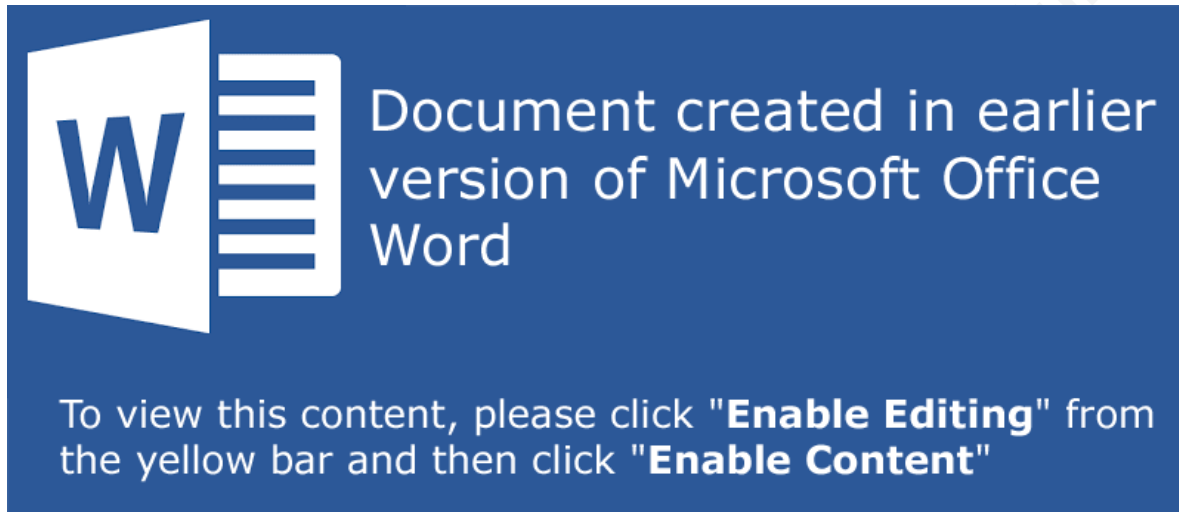 W
Document created in earlier
version of Microsoft Office
Word
To view this content, please click "Enable Editing" from
the yellow bar and then click "Enable Content"